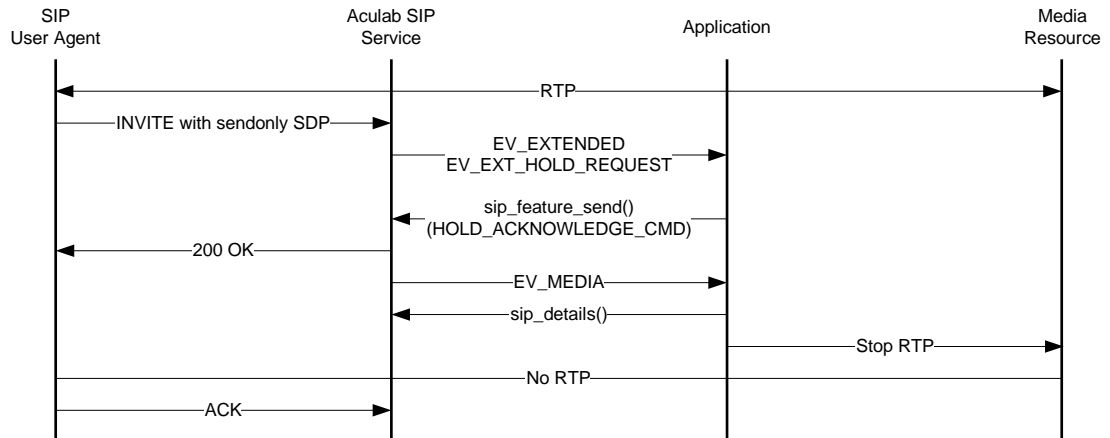 SIP
User Agent
Aculab SIP
Service
Application
Media
Resource
RTP
INVITE with sendonly SDP
EV_EXTENDED
EV_EXT_HOLD_REQUEST
sip_feature_send()
(HOLD_ACKNOWLEDGE_CMD)
200 OK
EV_MEDIA
sip_details()
Stop RTP
No RTP
ACK